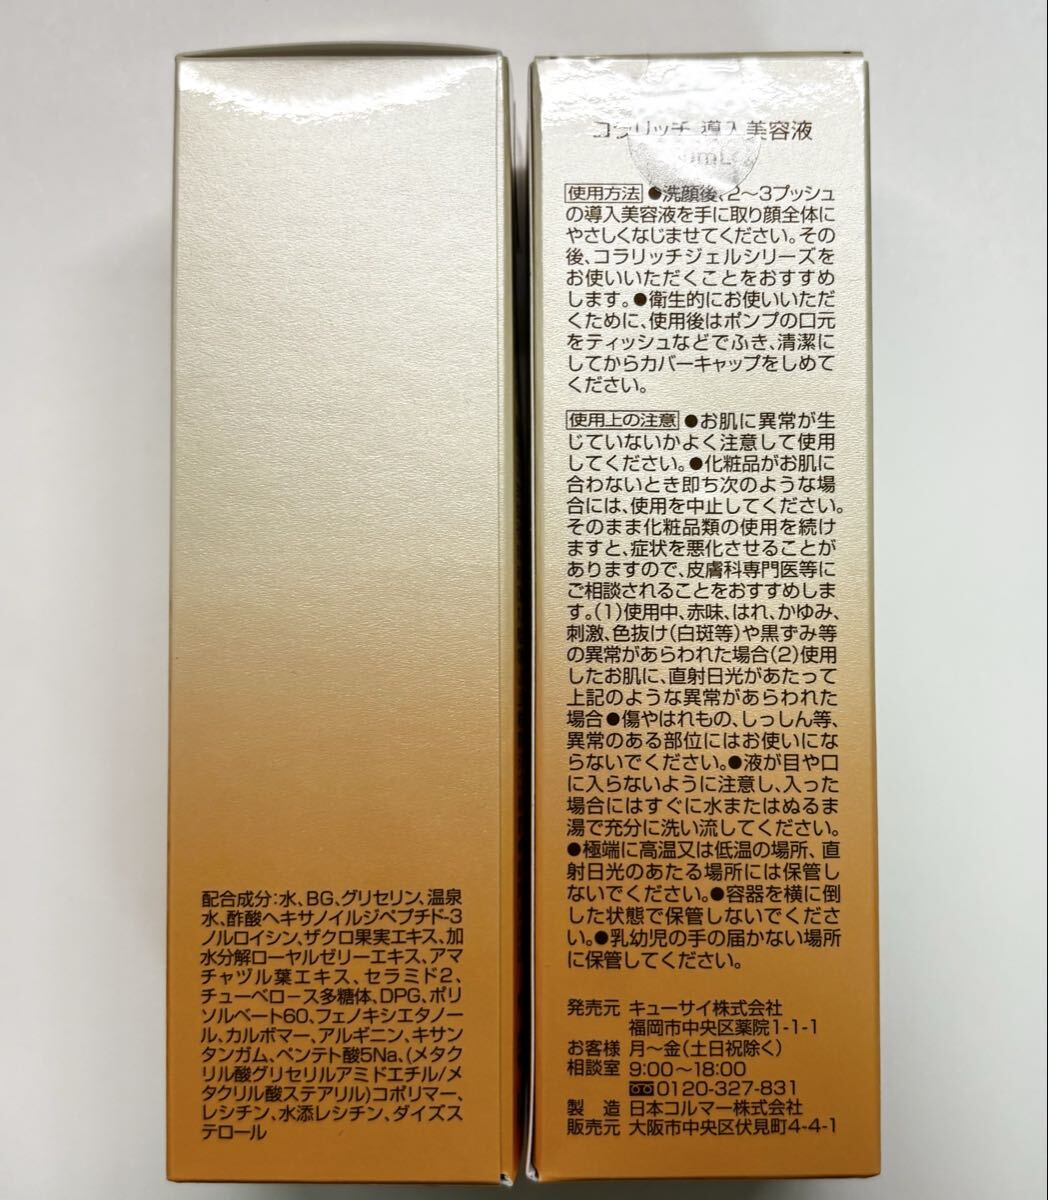 配合成分：水、BG、グリセリン、温泉
水、酢酸ヘキサノイルジペプチド-3
ノルロイシン、ザクロ果実エキス、加
水分解ローヤルゼリーエキス、アマ
チャヅル葉エキス、セラミド2、
チューベロース多糖体、DPG、ポリ
ソルベート60、フェノキシエタノー
ル、カルボマー、アルギニン、キサン
タンガム、ペンテト酸5Na、(メタク
リル酸グリセリルアミドエチル/メ
タクリル酸ステアリル)コポリマー、
レシチン、水添レシチン、ダイズス
テロール
コラリッチ 導入美容液
使用方法 ●洗顔後、2〜3プッシュ
の導入美容液を手に取り顔全体に
やさしくなじませてください。その
後、コラリッチジェルシリーズを
お使いいただくことをおすすめ
します。●衛生的にお使いいただ
くために、使用後はポンプの口元
をティッシュなどでふき、清潔に
してからカバーキャップをしめて
ください。
使用上の注意 ●お肌に異常が生
じていないかよく注意して使用
してください。●化粧品がお肌に
合わないとき即ち次のような場
合には、使用を中止してください。
そのまま化粧品類の使用を続け
ますと、症状を悪化させることが
ありますので、皮膚科専門医等に
ご相談されることをおすすめしま
す。(1)使用中、赤味、はれ、かゆみ、
刺激、色抜け(白斑等)や黒ずみ等
の異常があらわれた場合(2)使用
したお肌に、直射日光があたって
上記のような異常があらわれた
場合●傷やはれもの、しっしん等、
異常のある部位にはお使いにな
らないでください。●液が目や口
に入らないように注意し、入った
場合にはすぐに水またはぬるま
湯で充分に洗い流してください。
●極端に高温又は低温の場所、直
射日光のあたる場所には保管し
ないでください。●容器を横に倒
した状態で保管しないでくださ
い。●乳幼児の手の届かない場所
に保管してください。
発売元 キューサイ株式会社
福岡市中央区薬院1-1-1
お客様 月〜金(土日祝除く)
相談室 9:00〜18:00
0120-327-831
製 造 日本コルマー株式会社
販売元 大阪市中央区伏見町4-4-1